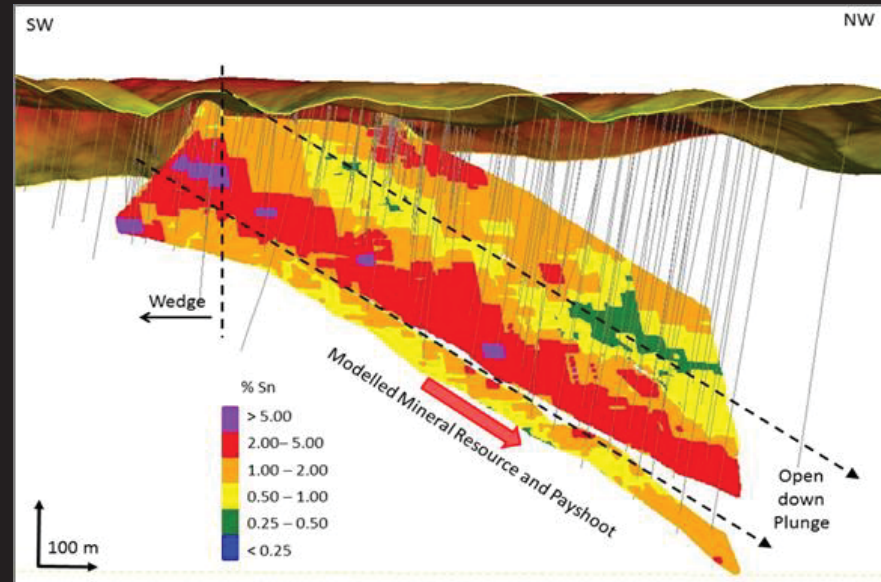 SW
NW
Wedge
% Sn
> 5.00
2.00– 5.00
1.00 – 2.00
0.50 – 1.00
0.25 – 0.50
< 0.25
100 m
Modelled Mineral Resource and Payshoot
Open
down
Plunge